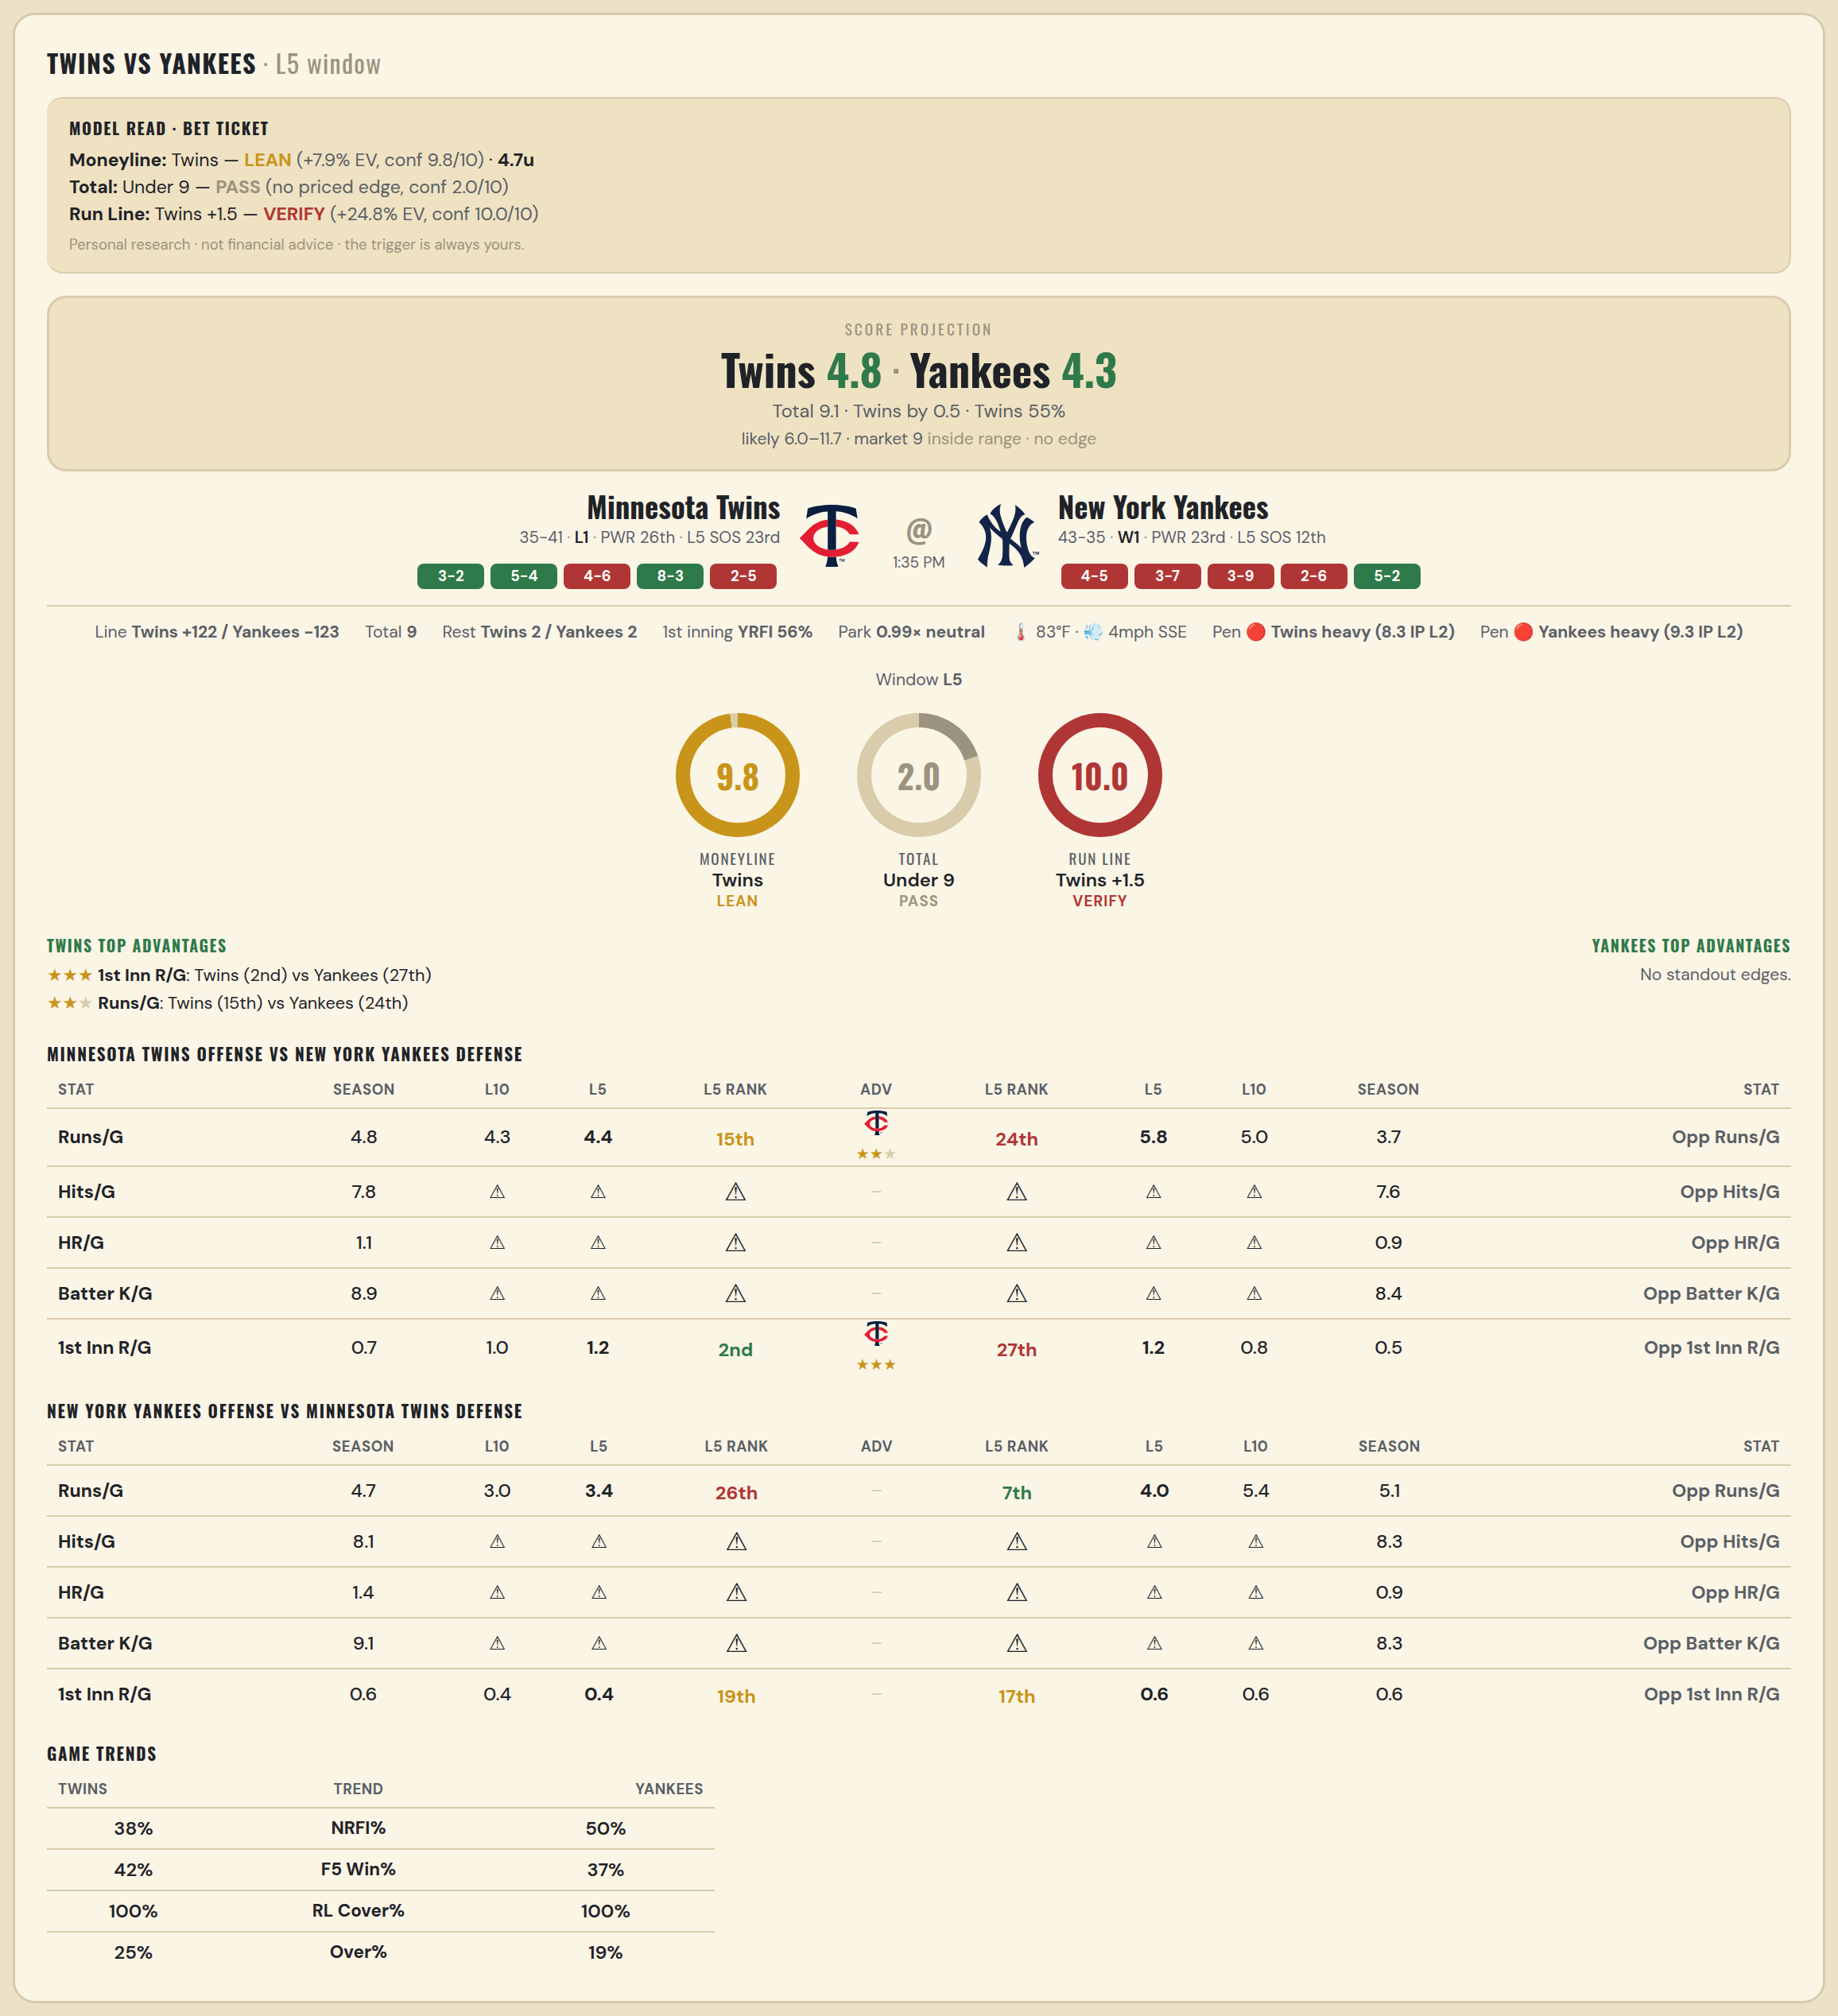 TWINS VS YANKEES · L5 window
MODEL READ · BET TICKET
Moneyline: Twins — LEAN (+7.9% EV, conf 9.8/10) · 4.7u
Total: Under 9 — PASS (no priced edge, conf 2.0/10)
Run Line: Twins +1.5 — VERIFY (+24.8% EV, conf 10.0/10)
Personal research · not financial advice · the trigger is always yours.
SCORE PROJECTION
Twins 4.8 · Yankees 4.3
Total 9.1 · Twins by 0.5 · Twins 55%
likely 6.0–11.7 · market 9 inside range · no edge
Minnesota Twins
35-41 · L1 · PWR 26th · L5 SOS 23rd
3-2 5-4 4-6 8-3 2-5
TC™
@
1:35 PM
NY™
New York Yankees
43-35 · W1 · PWR 23rd · L5 SOS 12th
4-5 3-7 3-9 2-6 5-2
Line Twins +122 / Yankees -123 Total 9 Rest Twins 2 / Yankees 2 1st inning YRFI 56% Park 0.99× neutral 🌡️ 83°F · 💨 4mph SSE Pen 🔴 Twins heavy (8.3 IP L2) Pen 🔴 Yankees heavy (9.3 IP L2)
Window L5
9.8 2.0 10.0
MONEYLINE TOTAL RUN LINE
Twins Under 9 Twins +1.5
LEAN PASS VERIFY
TWINS TOP ADVANTAGES
★★★ 1st Inn R/G: Twins (2nd) vs Yankees (27th)
★★★ Runs/G: Twins (15th) vs Yankees (24th)
YANKEES TOP ADVANTAGES
No standout edges.
MINNESOTA TWINS OFFENSE VS NEW YORK YANKEES DEFENSE
STAT SEASON L10 L5 L5 RANK ADV L5 RANK L5 L10 SEASON STAT
Runs/G 4.8 4.3 4.4 15th TC ★★★ 24th 5.8 5.0 3.7 Opp Runs/G
Hits/G 7.8 ⚠ ⚠ ⚠ — ⚠ ⚠ ⚠ 7.6 Opp Hits/G
HR/G 1.1 ⚠ ⚠ ⚠ — ⚠ ⚠ ⚠ 0.9 Opp HR/G
Batter K/G 8.9 ⚠ ⚠ ⚠ — ⚠ ⚠ ⚠ 8.4 Opp Batter K/G
1st Inn R/G 0.7 1.0 1.2 2nd TC ★★★ 27th 1.2 0.8 0.5 Opp 1st Inn R/G
NEW YORK YANKEES OFFENSE VS MINNESOTA TWINS DEFENSE
STAT SEASON L10 L5 L5 RANK ADV L5 RANK L5 L10 SEASON STAT
Runs/G 4.7 3.0 3.4 26th — 7th 4.0 5.4 5.1 Opp Runs/G
Hits/G 8.1 ⚠ ⚠ ⚠ — ⚠ ⚠ ⚠ 8.3 Opp Hits/G
HR/G 1.4 ⚠ ⚠ ⚠ — ⚠ ⚠ ⚠ 0.9 Opp HR/G
Batter K/G 9.1 ⚠ ⚠ ⚠ — ⚠ ⚠ ⚠ 8.3 Opp Batter K/G
1st Inn R/G 0.6 0.4 0.4 19th — 17th 0.6 0.6 0.6 Opp 1st Inn R/G
GAME TRENDS
TWINS TREND YANKEES
38% NRFI% 50%
42% F5 Win% 37%
100% RL Cover% 100%
25% Over% 19%